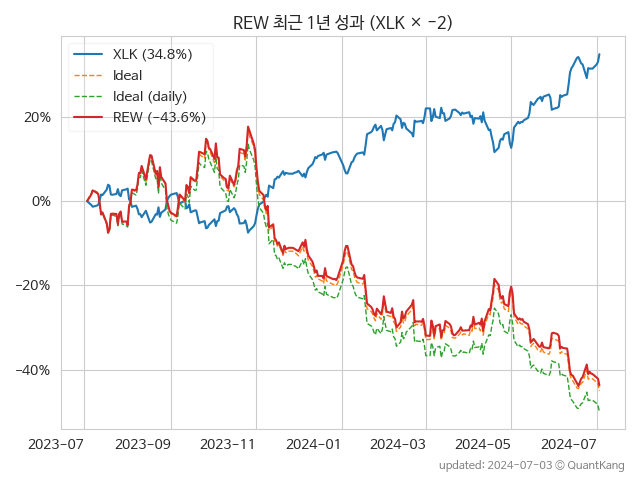 REW 최근 1년 성과 (XLK × −2)
XLK (34.8%)
Ideal
Ideal (daily)
REW (−43.6%)
20%
0%
−20%
−40%
2023-07
2023-09
2023-11
2024-01
2024-03
2024-05
2024-07
updated: 2024-07-03 © QuantKang